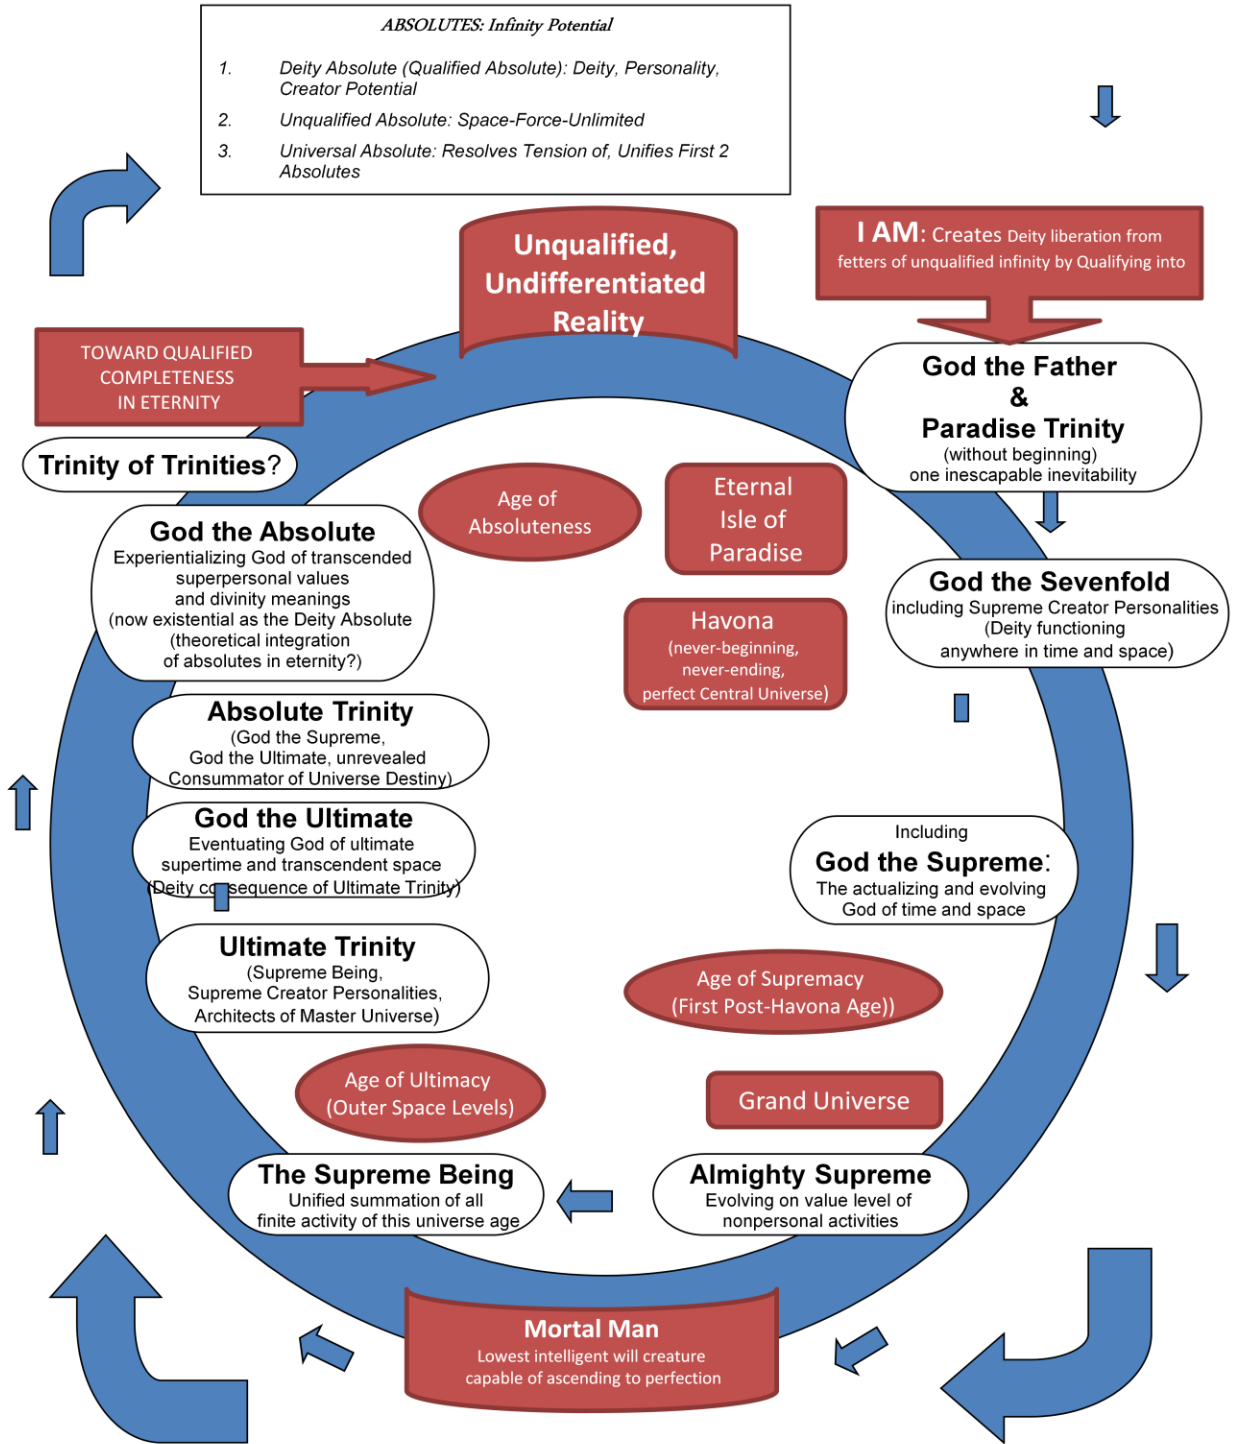 ABSOLUTES: Infinity Potential
1. Deity Absolute (Qualified Absolute): Deity, Personality,
Creator Potential
2. Unqualified Absolute: Space-Force-Unlimited
3. Universal Absolute: Resolves Tension of, Unifies First 2
Absolutes
Unqualified,
Undifferentiated
Reality
I AM: Creates Deity liberation from
fetters of unqualified infinity by Qualifying into
TOWARD QUALIFIED
COMPLETENESS
IN ETERNITY
God the Father
&
Paradise Trinity
(without beginning)
one inescapable inevitability
Trinity of Trinities?
Age of
Absoluteness
Eternal
Isle of
Paradise
God the Absolute
Experientializing God of transcended
superpersonal values
and divinity meanings
(now existential as the Deity Absolute
(theoretical integration
of absolutes in eternity?)
God the Sevenfold
including Supreme Creator Personalities
(Deity functioning
anywhere in time and space)
Havona
(never-beginning,
never-ending,
perfect Central Universe)
Absolute Trinity
(God the Supreme,
God the Ultimate, unrevealed
Consummator of Universe Destiny)
God the Ultimate
Eventuating God of ultimate
supertime and transcendent space
(Deity consequence of Ultimate Trinity)
Including
God the Supreme:
The actualizing and evolving
God of time and space
Ultimate Trinity
(Supreme Being,
Supreme Creator Personalities,
Architects of Master Universe)
Age of Supremacy
(First Post-Havona Age))
Age of Ultimacy
(Outer Space Levels)
Grand Universe
The Supreme Being
Unified summation of all
finite activity of this universe age
Almighty Supreme
Evolving on value level of
nonpersonal activities
Mortal Man
Lowest intelligent will creature
capable of ascending to perfection